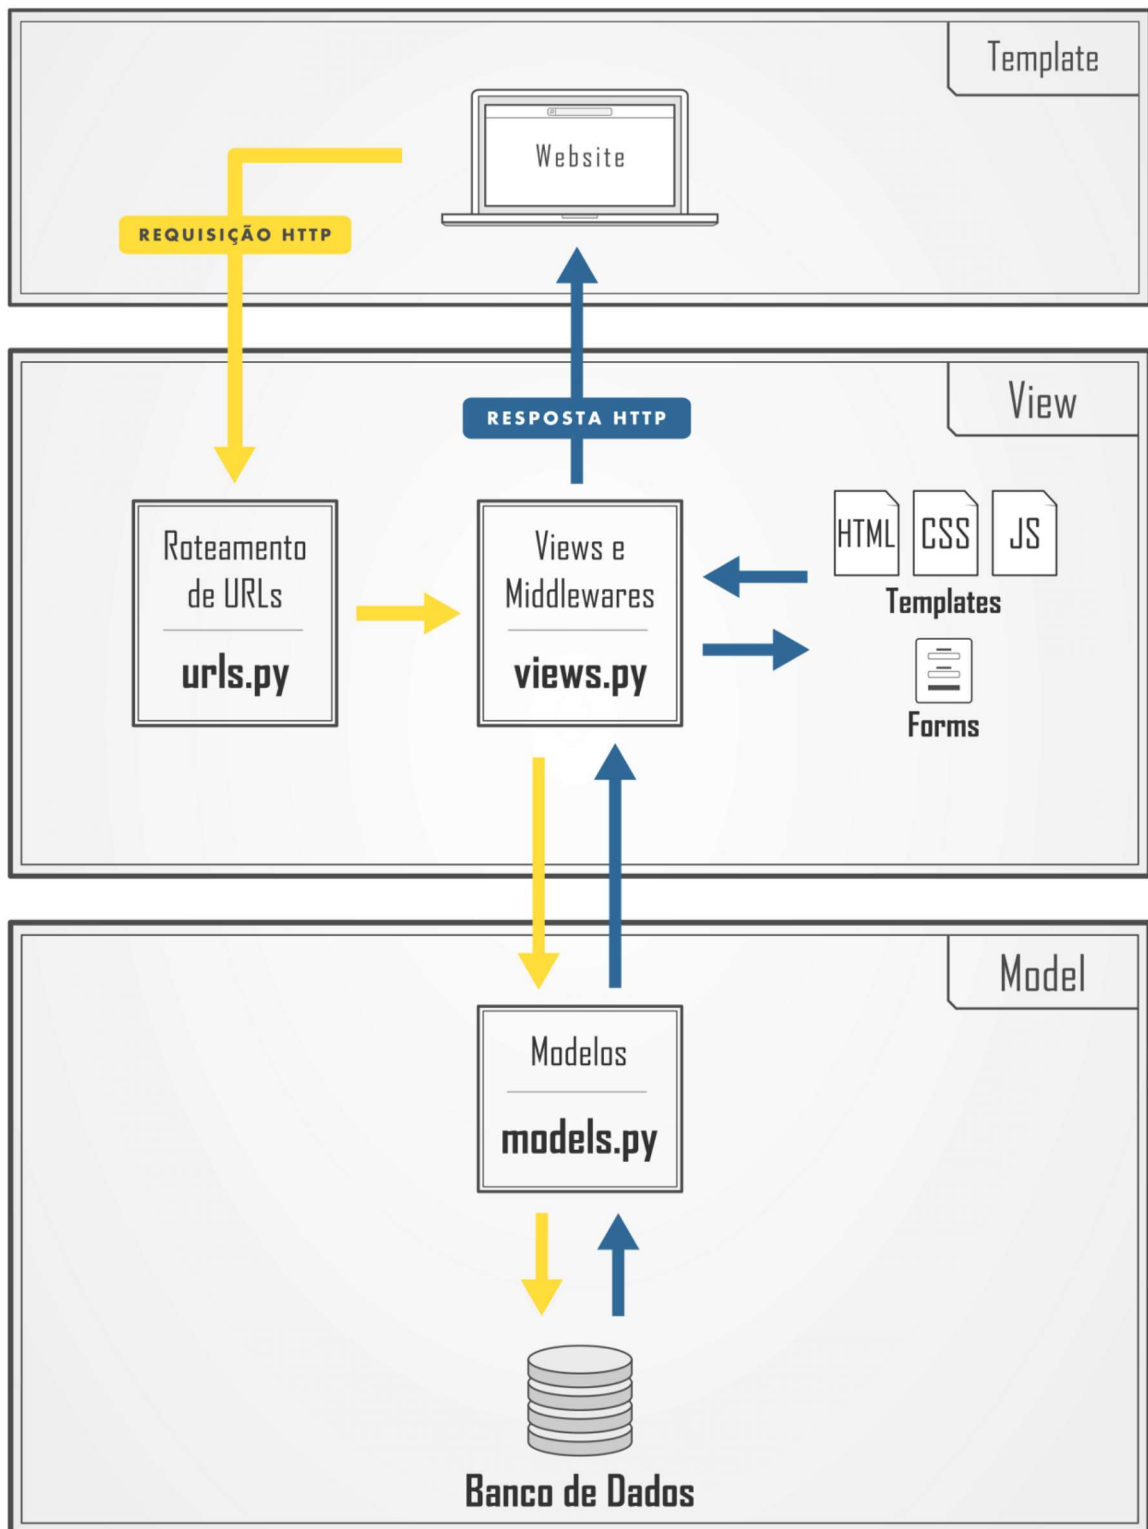 Template
Website
REQUISIÇÃO HTTP
View
RESPOSTA HTTP
Roteamento
de URLs
urls.py
Views e
Middlewares
views.py
HTML
CSS
JS
Templates
Forms
Model
Modelos
models.py
Banco de Dados